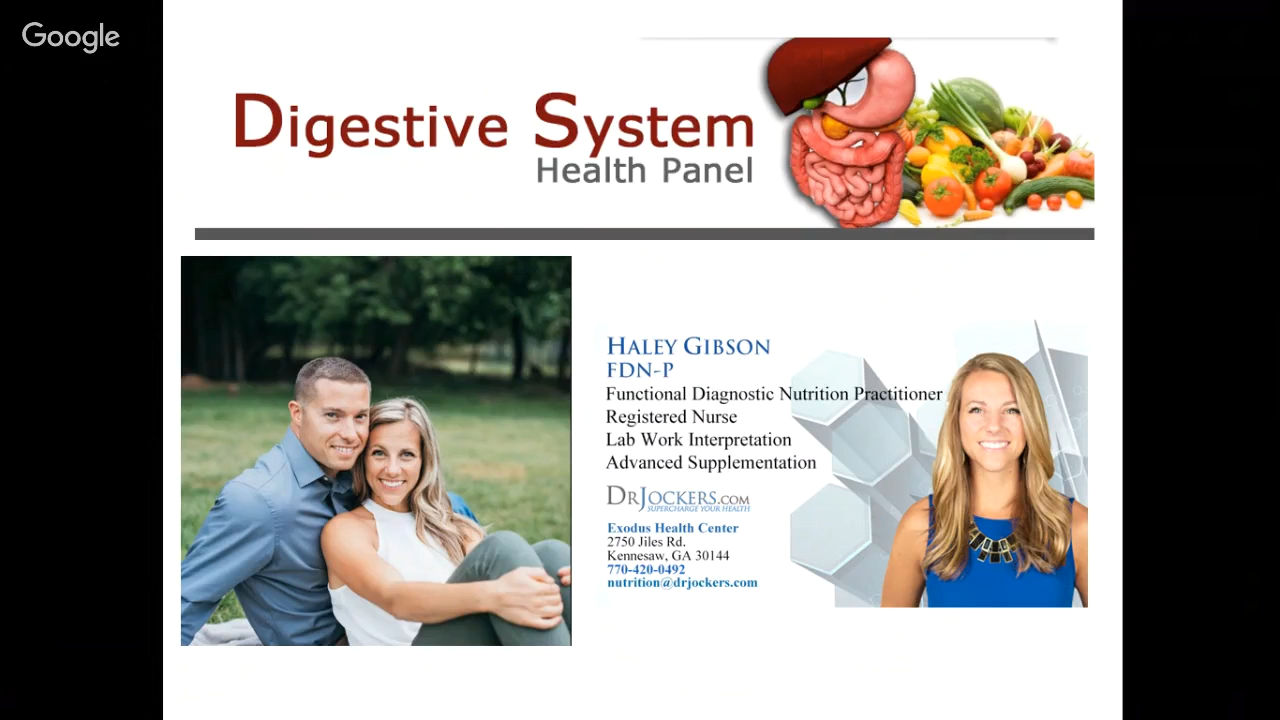 Google
Digestive System
Health Panel
HALEY GIBSON
FDN-P
Functional Diagnostic Nutrition Practitioner
Registered Nurse
Lab Work Interpretation
Advanced Supplementation
DRJOCKERS.COM
SUPERCHARGE YOUR HEALTH
Exodus Health Center
2750 Jiles Rd.
Kennesaw, GA 30144
770-420-0492
nutrition@drjockers.com